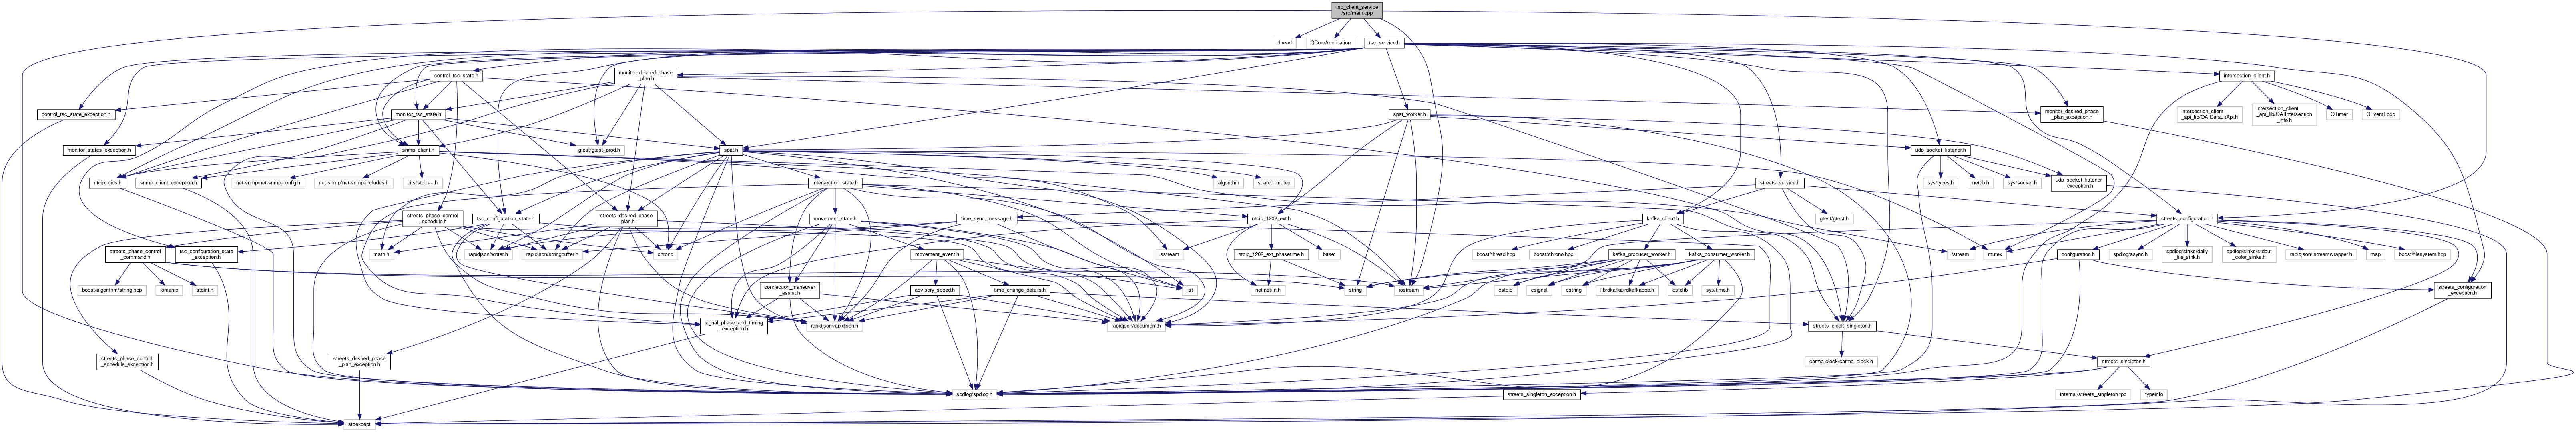 tsc_client_service
/src/main.cpp
thread
QCoreApplication
tsc_service.h
control_tsc_state.h
monitor_desired_phase
_plan.h
intersection_client.h
control_tsc_state_exception.h
monitor_tsc_state.h
spat_worker.h
monitor_desired_phase
_plan_exception.h
intersection_client
_api_lib/OAIDefaultApi.h
intersection_client
_api_lib/OAIIntersection
_info.h
QTimer
QEventLoop
monitor_states_exception.h
snmp_client.h
gtest/gtest_prod.h
spat.h
udp_socket_listener.h
ntcip_oids.h
snmp_client_exception.h
net-snmp/net-snmp-config.h
net-snmp/net-snmp-includes.h
bits/stdc++.h
intersection_state.h
algorithm
shared_mutex
streets_service.h
sys/types.h
netdb.h
sys/socket.h
udp_socket_listener
_exception.h
streets_phase_control
_schedule.h
tsc_configuration_state.h
streets_desired_phase
_plan.h
movement_state.h
time_sync_message.h
ntcip_1202_ext.h
kafka_client.h
gtest/gtest.h
streets_configuration.h
streets_phase_control
_command.h
tsc_configuration_state
_exception.h
math.h
rapidjson/writer.h
rapidjson/stringbuffer.h
chrono
movement_event.h
sstream
ntcip_1202_ext_phasetime.h
bitset
boost/thread.hpp
boost/chrono.hpp
kafka_producer_worker.h
kafka_consumer_worker.h
fstream
mutex
configuration.h
spdlog/async.h
spdlog/sinks/daily
_file_sink.h
spdlog/sinks/stdout
_color_sinks.h
rapidjson/istreamwrapper.h
map
boost/filesystem.hpp
boost/algorithm/string.hpp
iomanip
stdint.h
connection_maneuver
_assist.h
advisory_speed.h
time_change_details.h
list
netinet/in.h
string
iostream
cstdio
csignal
cstring
librdkafka/rdkafkacpp.h
cstdlib
sys/time.h
streets_configuration
_exception.h
signal_phase_and_timing
_exception.h
rapidjson/rapidjson.h
rapidjson/document.h
streets_clock_singleton.h
streets_phase_control
_schedule_exception.h
streets_desired_phase
_plan_exception.h
carma-clock/carma_clock.h
streets_singleton.h
spdlog/spdlog.h
streets_singleton_exception.h
internal/streets_singleton.tpp
typeinfo
stdexcept